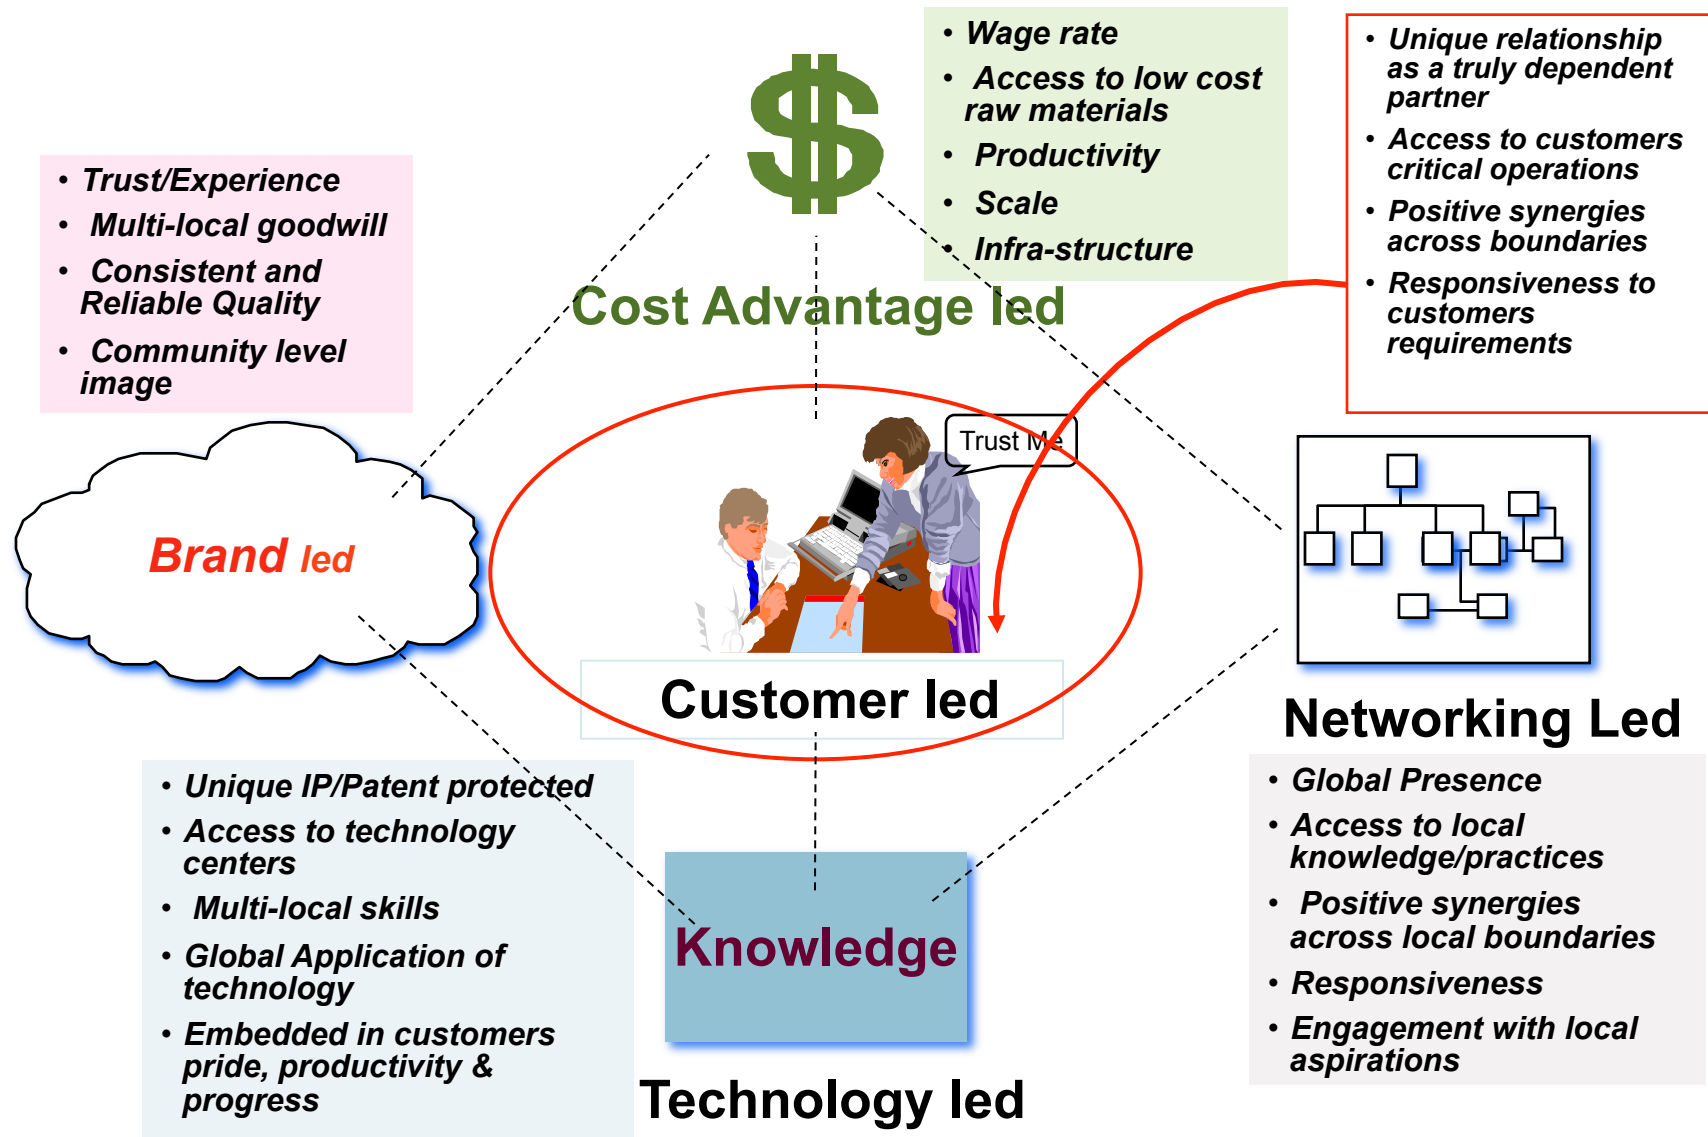 • Wage rate
• Access to low cost
raw materials
• Productivity
• Scale
• Infra-structure
• Unique relationship
as a truly dependent
partner
• Access to customers
critical operations
• Positive synergies
across boundaries
• Responsiveness to
customers
requirements
• Trust/Experience
• Multi-local goodwill
• Consistent and
Reliable Quality
• Community level
image
$
Cost Advantage led
Trust Me
Brand led
Customer led
Networking Led
• Unique IP/Patent protected
• Access to technology
centers
• Multi-local skills
• Global Application of
technology
• Embedded in customers
pride, productivity &
progress
Knowledge
Technology led
• Global Presence
• Access to local
knowledge/practices
• Positive synergies
across local boundaries
• Responsiveness
• Engagement with local
aspirations